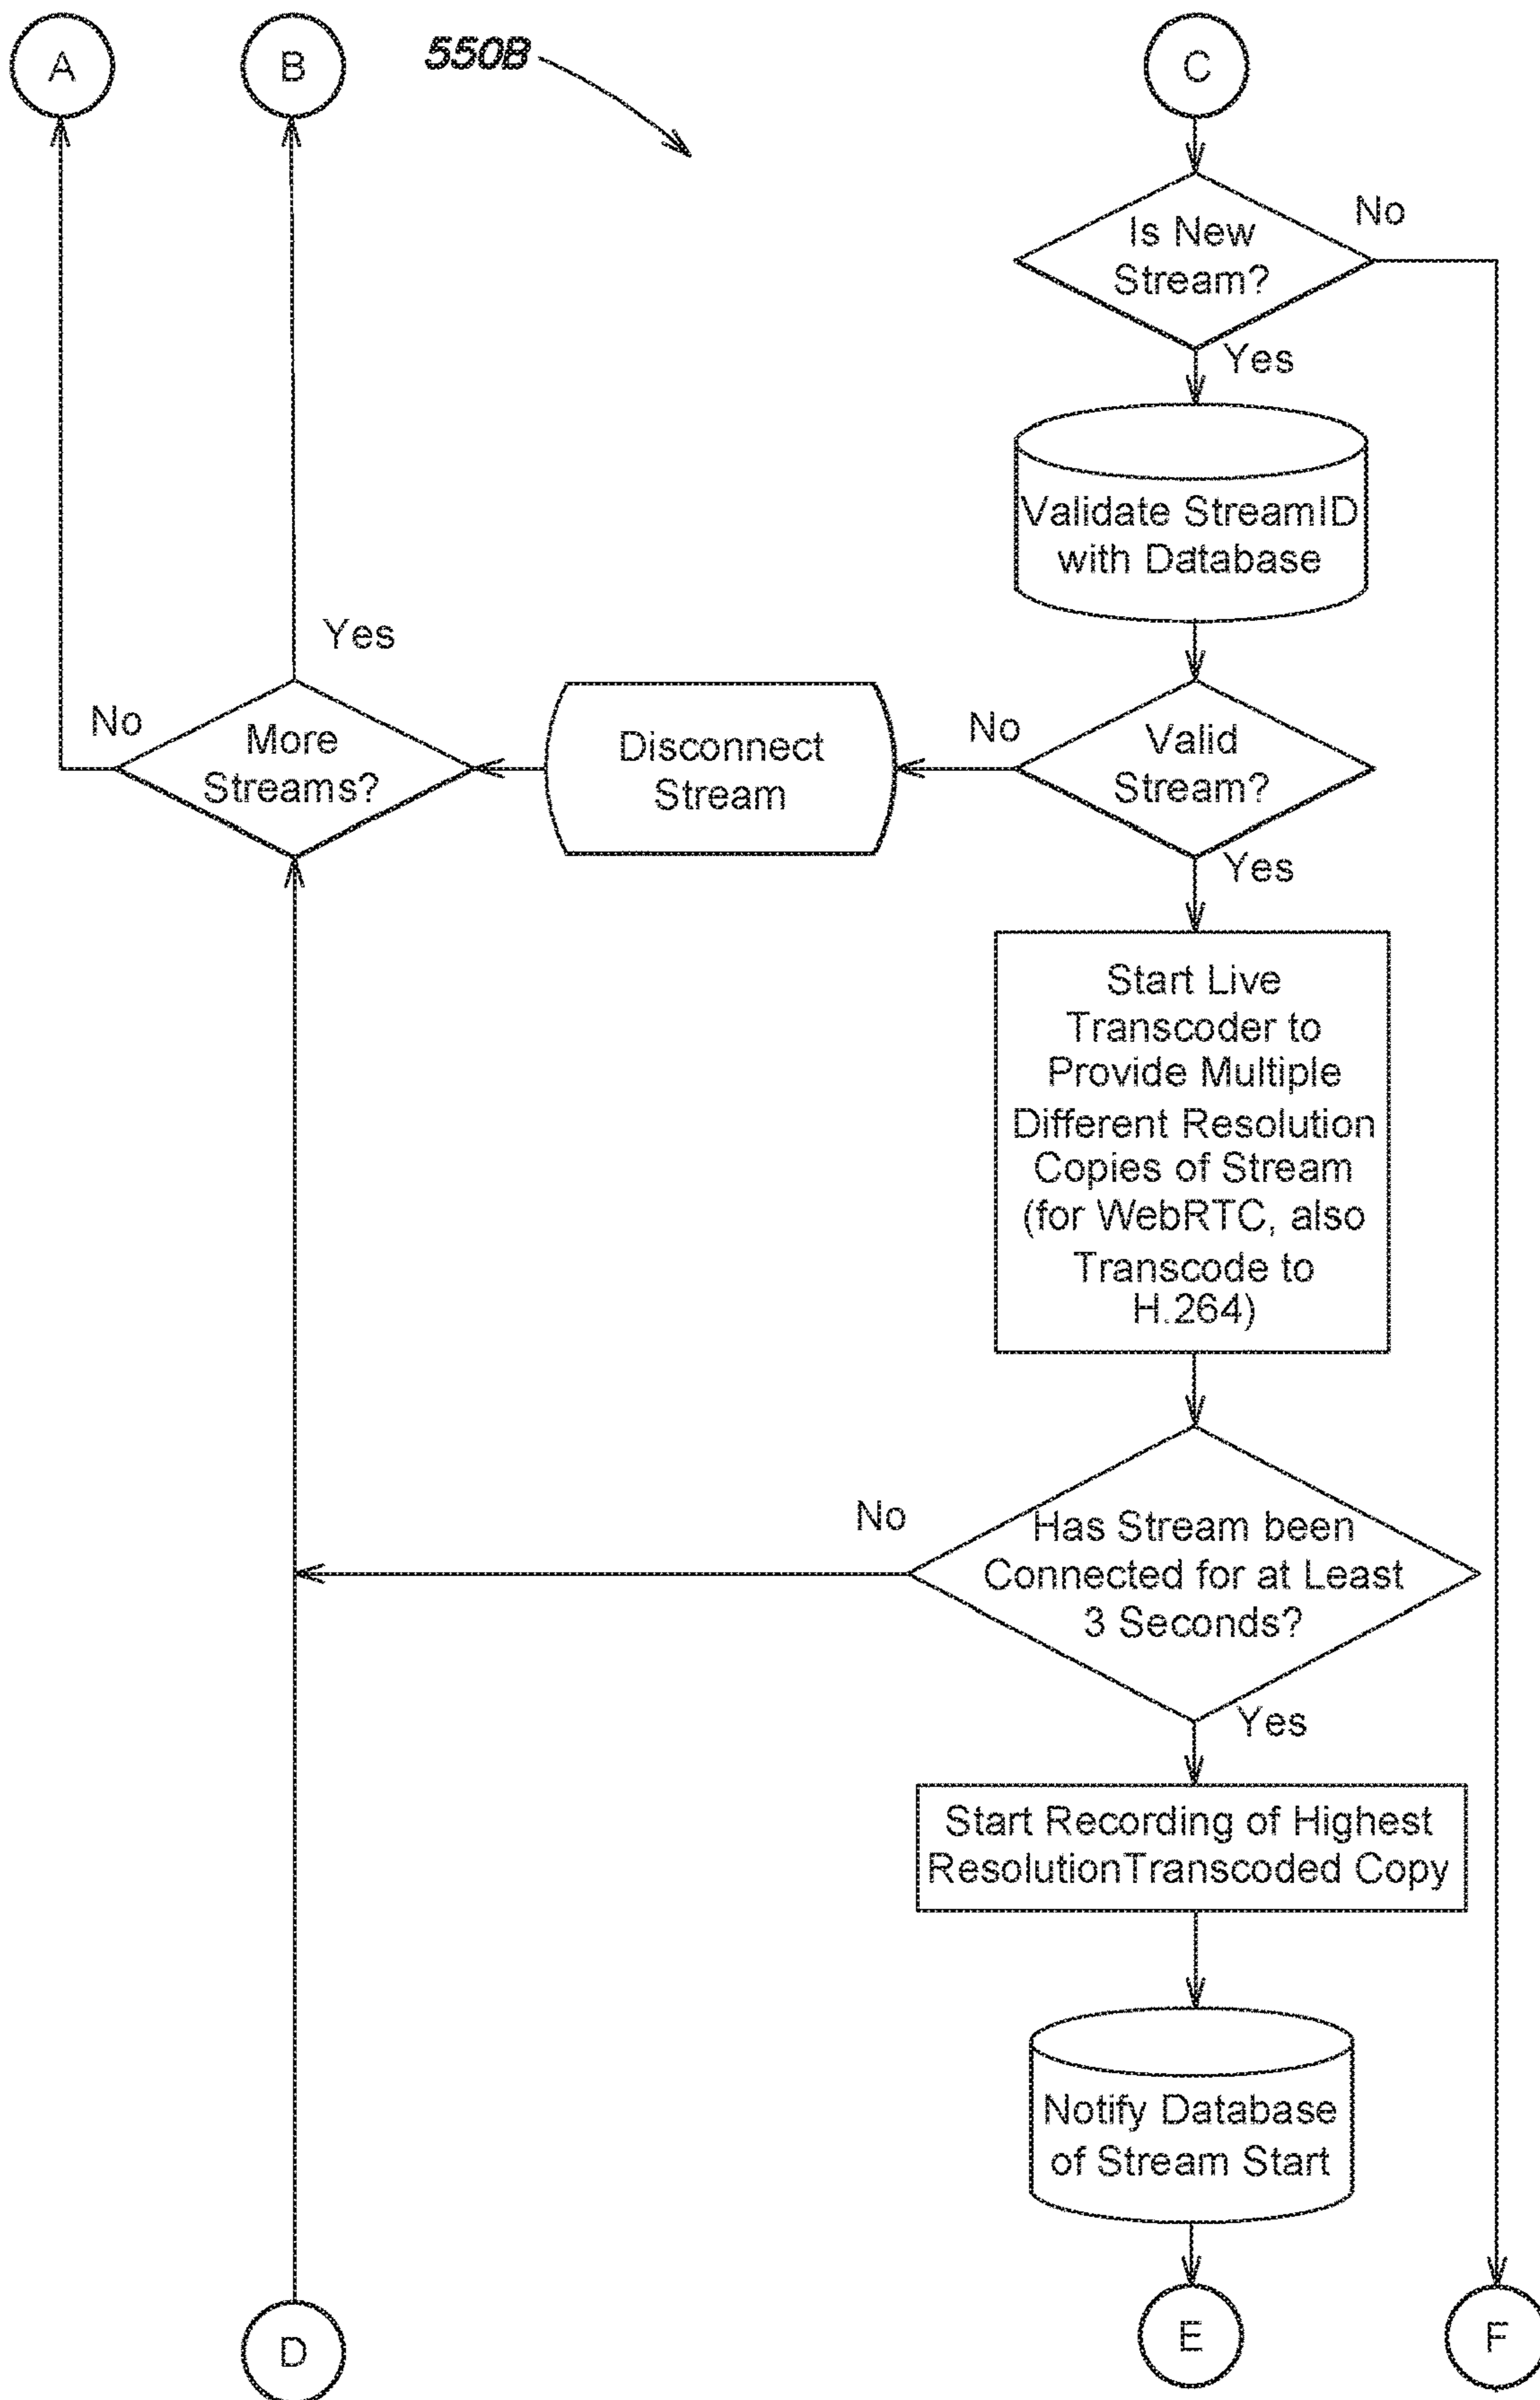 A
B
550B
C
Is New
Stream?
No
Yes
Validate StreamID
with Database
Yes
No
More
Streams?
Disconnect
Stream
No
Valid
Stream?
Yes
Start Live
Transcoder to
Provide Multiple
Different Resolution
Copies of Stream
(for WebRTC, also
Transcode to
H.264)
No
Has Stream been
Connected for at Least
3 Seconds?
Yes
Start Recording of Highest
ResolutionTranscoded Copy
Notify Database
of Stream Start
D
E
F